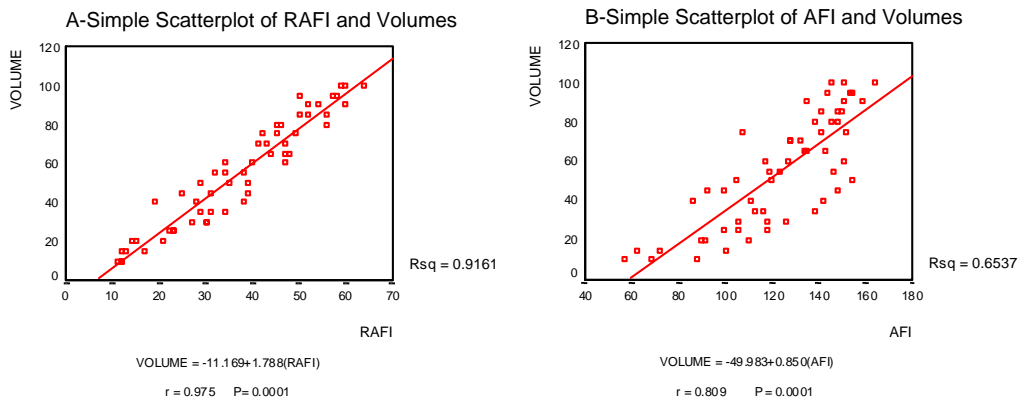 A-Simple Scatterplot of RAFI and Volumes
VOLUME
120
100
80
60
40
20
0
0 10 20 30 40 50 60 70
RAFI
Rsq = 0.9161
VOLUME = -11.169+1.788(RAFI)
r = 0.975 P= 0.0001
B-Simple Scatterplot of AFI and Volumes
VOLUME
120
100
80
60
40
20
0
40 60 80 100 120 140 160 180
AFI
Rsq = 0.6537
VOLUME = -49.983+0.850(AFI)
r = 0.809 P= 0.0001